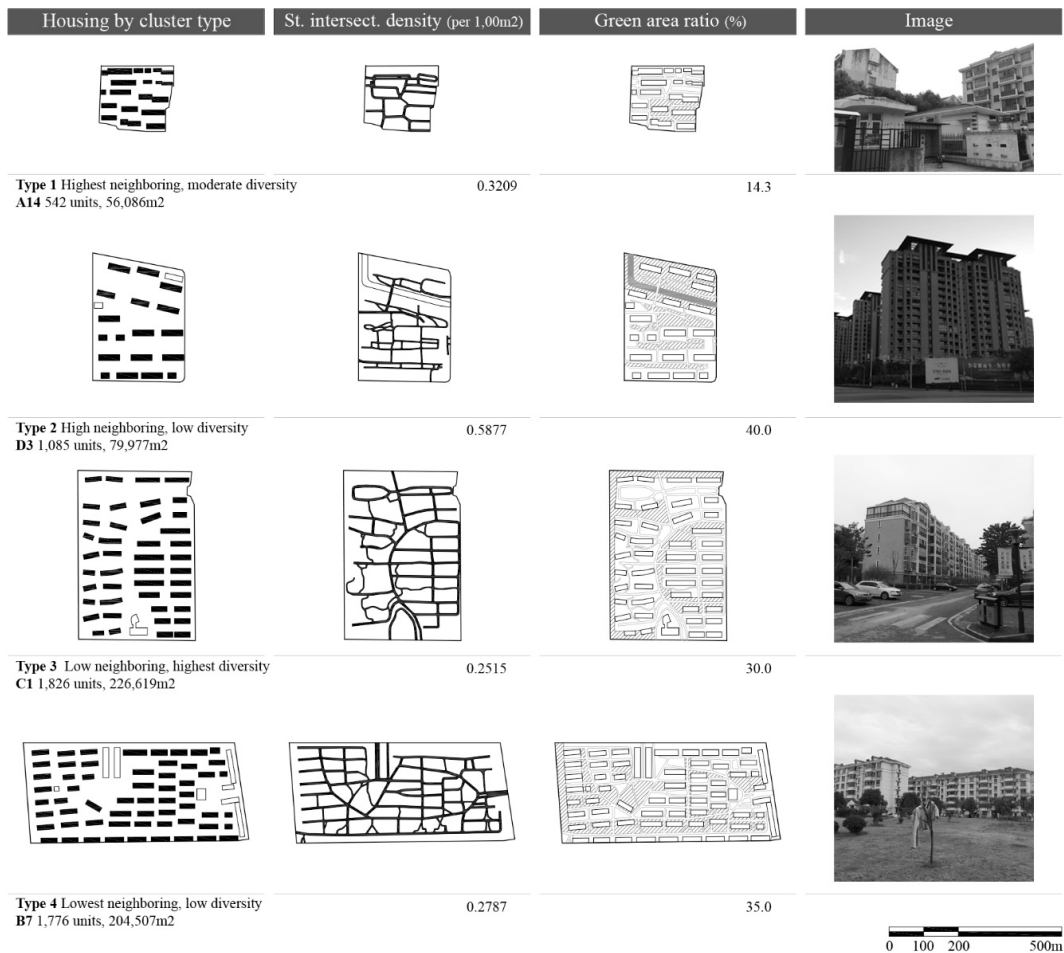 Housing by cluster type
St. intersect. density (per 1,00m2)
Green area ratio (%)
Image
Type 1 Highest neighboring, moderate diversity
0.3209
14.3
A14 542 units, 56,086m2
Type 2 High neighboring, low diversity
0.5877
40.0
D3 1,085 units, 79,977m2
Type 3 Low neighboring, highest diversity
0.2515
30.0
C1 1,826 units, 226,619m2
Type 4 Lowest neighboring, low diversity
0.2787
35.0
B7 1,776 units, 204,507m2
0 100 200 500m